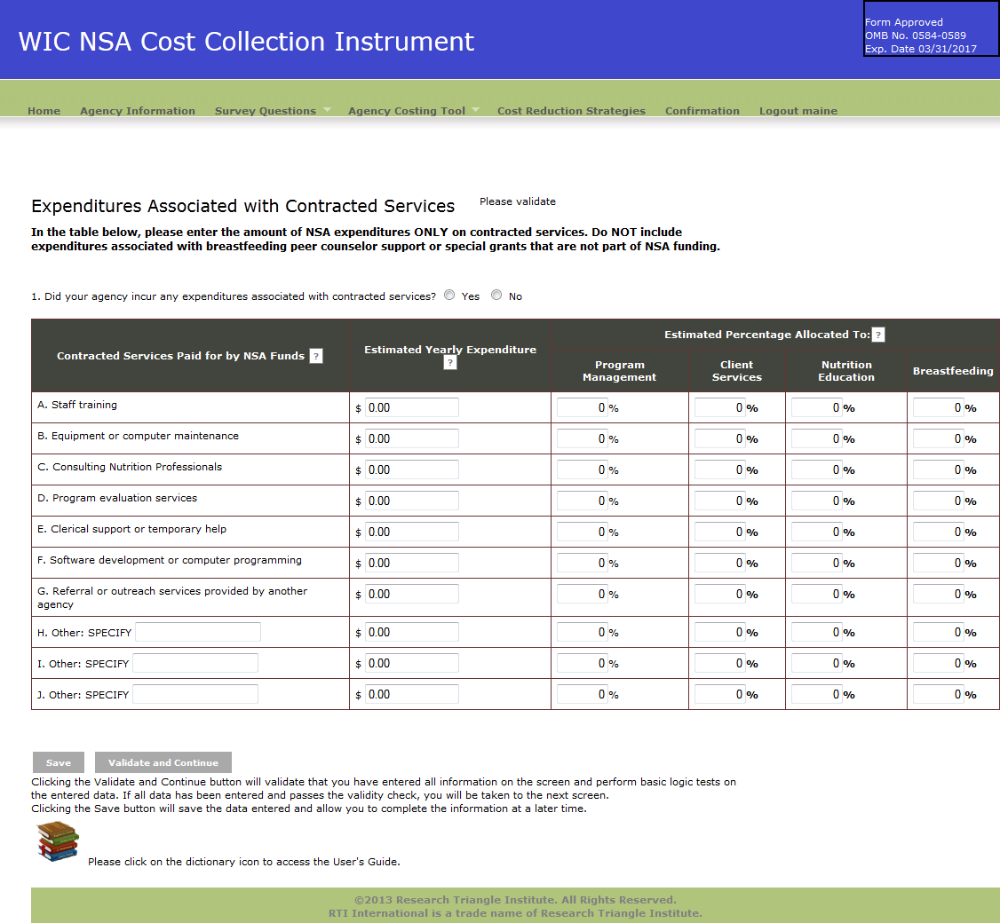 WIC NSA Cost Collection Instrument
Form Approved
OMB No. 0584-0589
Exp. Date 03/31/2017
Home Agency Information Survey Questions Agency Costing Tool Cost Reduction Strategies Confirmation Logout maine
Expenditures Associated with Contracted Services Please validate
In the table below, please enter the amount of NSA expenditures ONLY on contracted services. Do NOT include
expenditures associated with breastfeeding peer counselor support or special grants that are not part of NSA funding.
1. Did your agency incur any expenditures associated with contracted services? Yes No
Contracted Services Paid for by NSA Funds ?
Estimated Yearly Expenditure
?
Estimated Percentage Allocated To: ?
Program
Management
Client
Services
Nutrition
Education
Breastfeeding
A. Staff training $ 0.00 0 % 0 % 0 % 0 %
B. Equipment or computer maintenance $ 0.00 0 % 0 % 0 % 0 %
C. Consulting Nutrition Professionals $ 0.00 0 % 0 % 0 % 0 %
D. Program evaluation services $ 0.00 0 % 0 % 0 % 0 %
E. Clerical support or temporary help $ 0.00 0 % 0 % 0 % 0 %
F. Software development or computer programming $ 0.00 0 % 0 % 0 % 0 %
G. Referral or outreach services provided by another
agency $ 0.00 0 % 0 % 0 % 0 %
H. Other: SPECIFY $ 0.00 0 % 0 % 0 % 0 %
I. Other: SPECIFY $ 0.00 0 % 0 % 0 % 0 %
J. Other: SPECIFY $ 0.00 0 % 0 % 0 % 0 %
Save Validate and Continue
Clicking the Validate and Continue button will validate that you have entered all information on the screen and perform basic logic tests on
the entered data. If all data has been entered and passes the validity check, you will be taken to the next screen.
Clicking the Save button will save the data entered and allow you to complete the information at a later time.
Please click on the dictionary icon to access the User's Guide.
©2013 Research Triangle Institute. All Rights Reserved.
RTI International is a trade name of Research Triangle Institute.